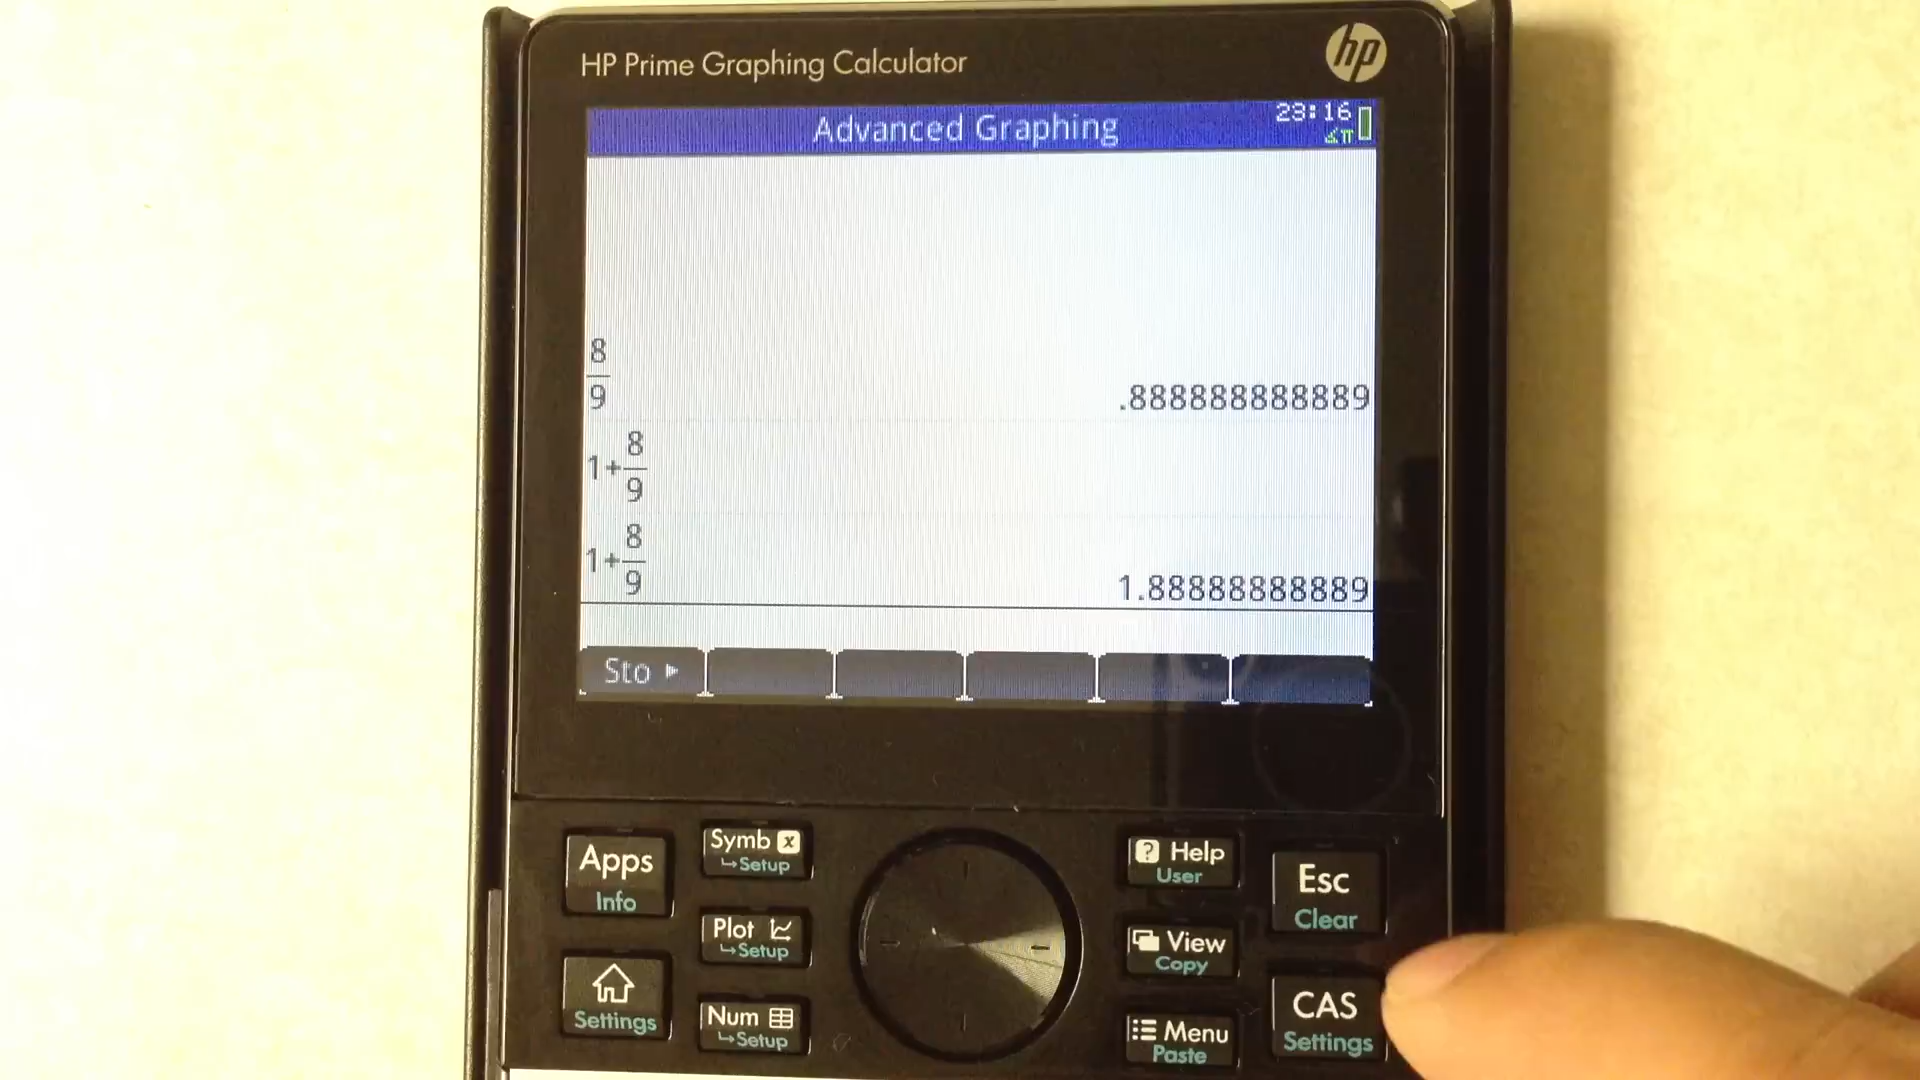 HP Prime Graphing Calculator
hp
Advanced Graphing
23:16
∡π
8
9
.888888888889
1+8
9
1+8
9
1.88888888889
Sto ▶
Apps
Info
Symb x
↳Setup
Plot
↳Setup
Settings
Num
↳Setup
? Help
User
Esc
Clear
View
Copy
CAS
Settings
Menu
Paste